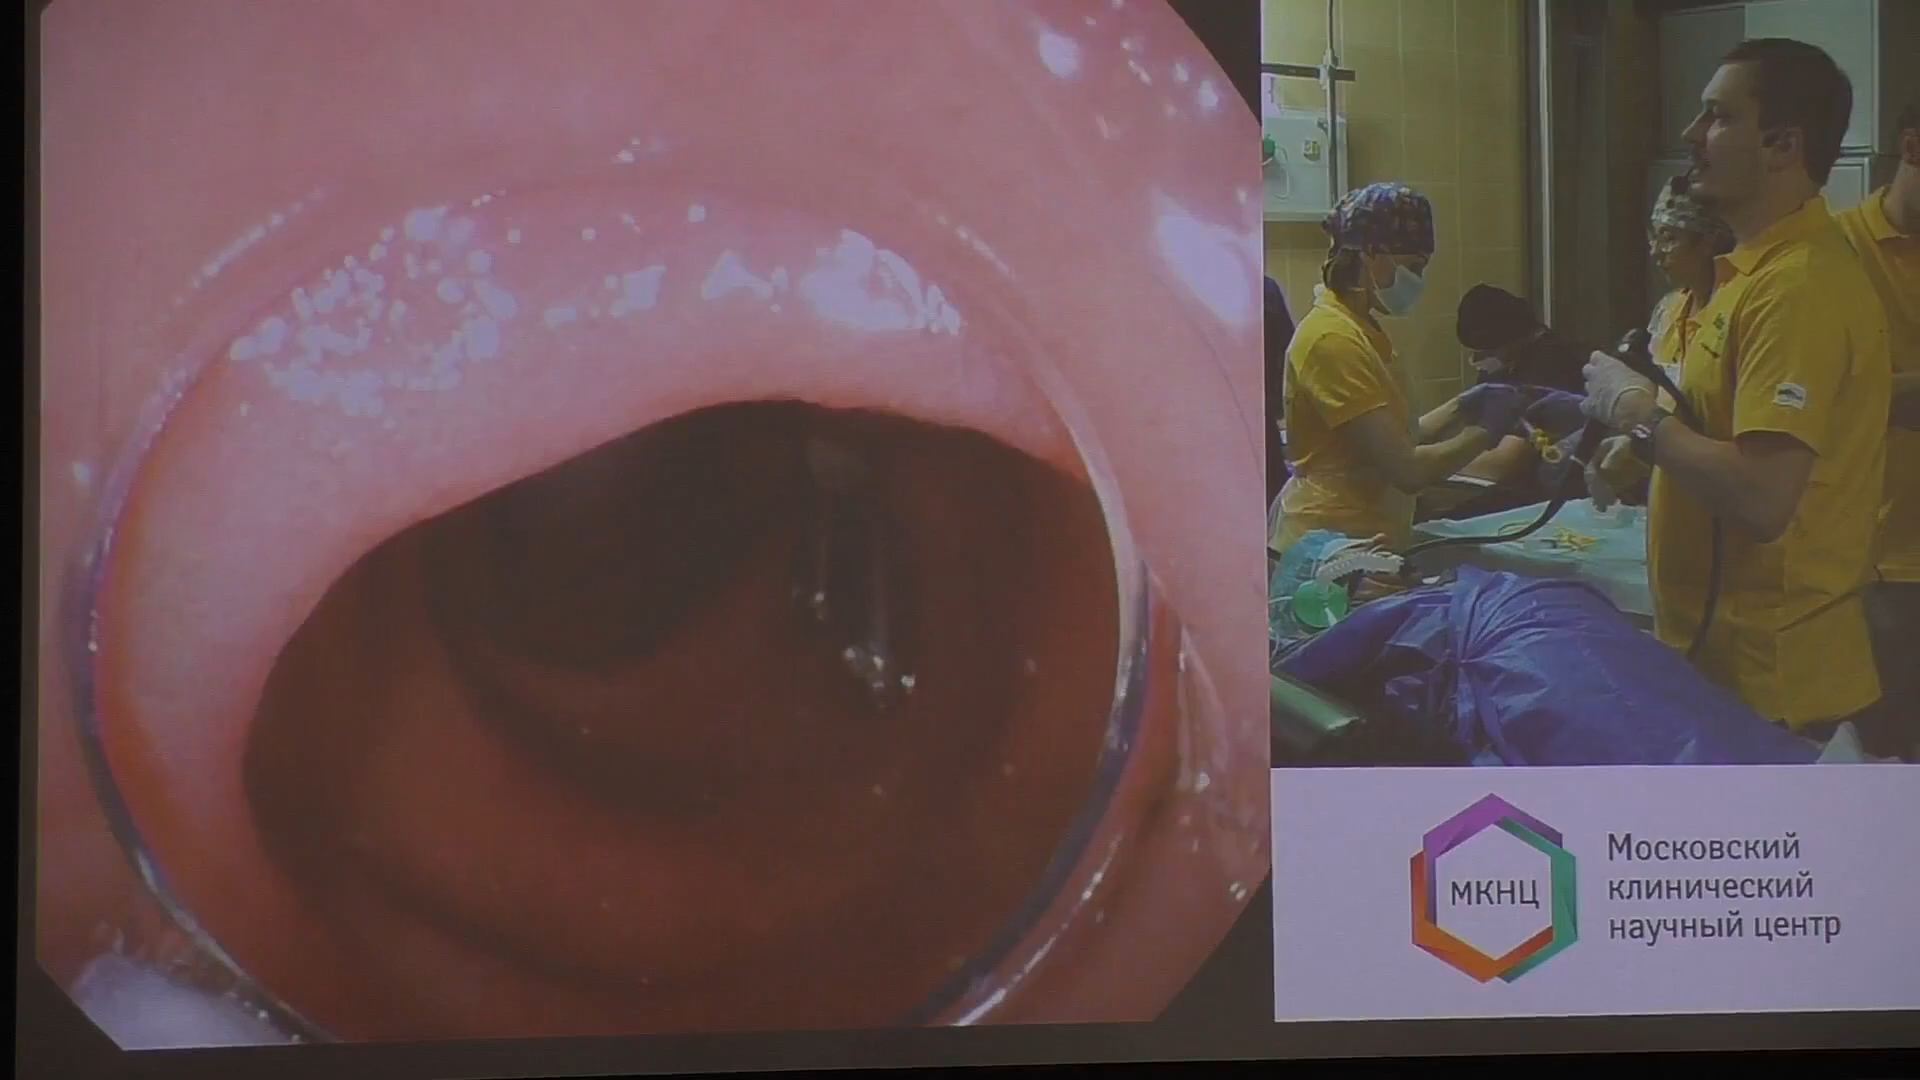 МКНЦ
Московский
клинический
научный центр